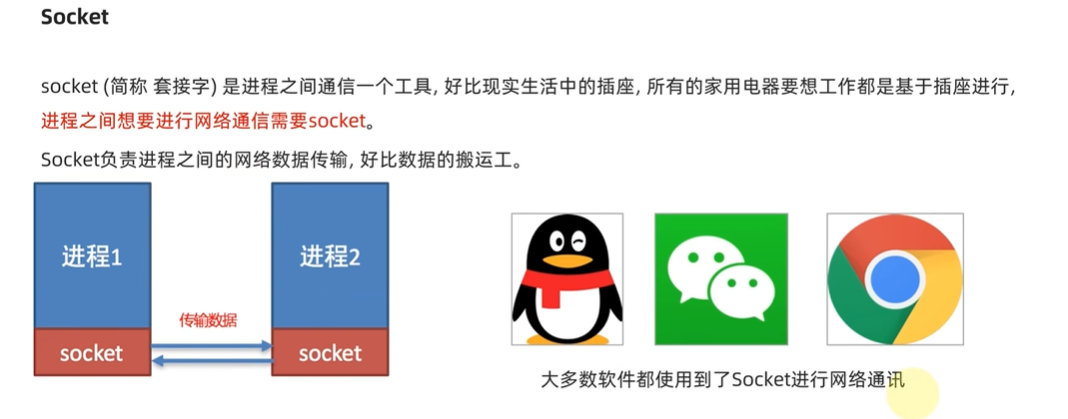 Socket
socket (简称 套接字) 是进程之间通信一个工具, 好比现实生活中的插座, 所有的家用电器要想工作都是基于插座进行,
进程之间想要进行网络通信需要socket。
Socket负责进程之间的网络数据传输, 好比数据的搬运工。
进程1
进程2
传输数据
socket
socket
大多数软件都使用到了Socket进行网络通讯